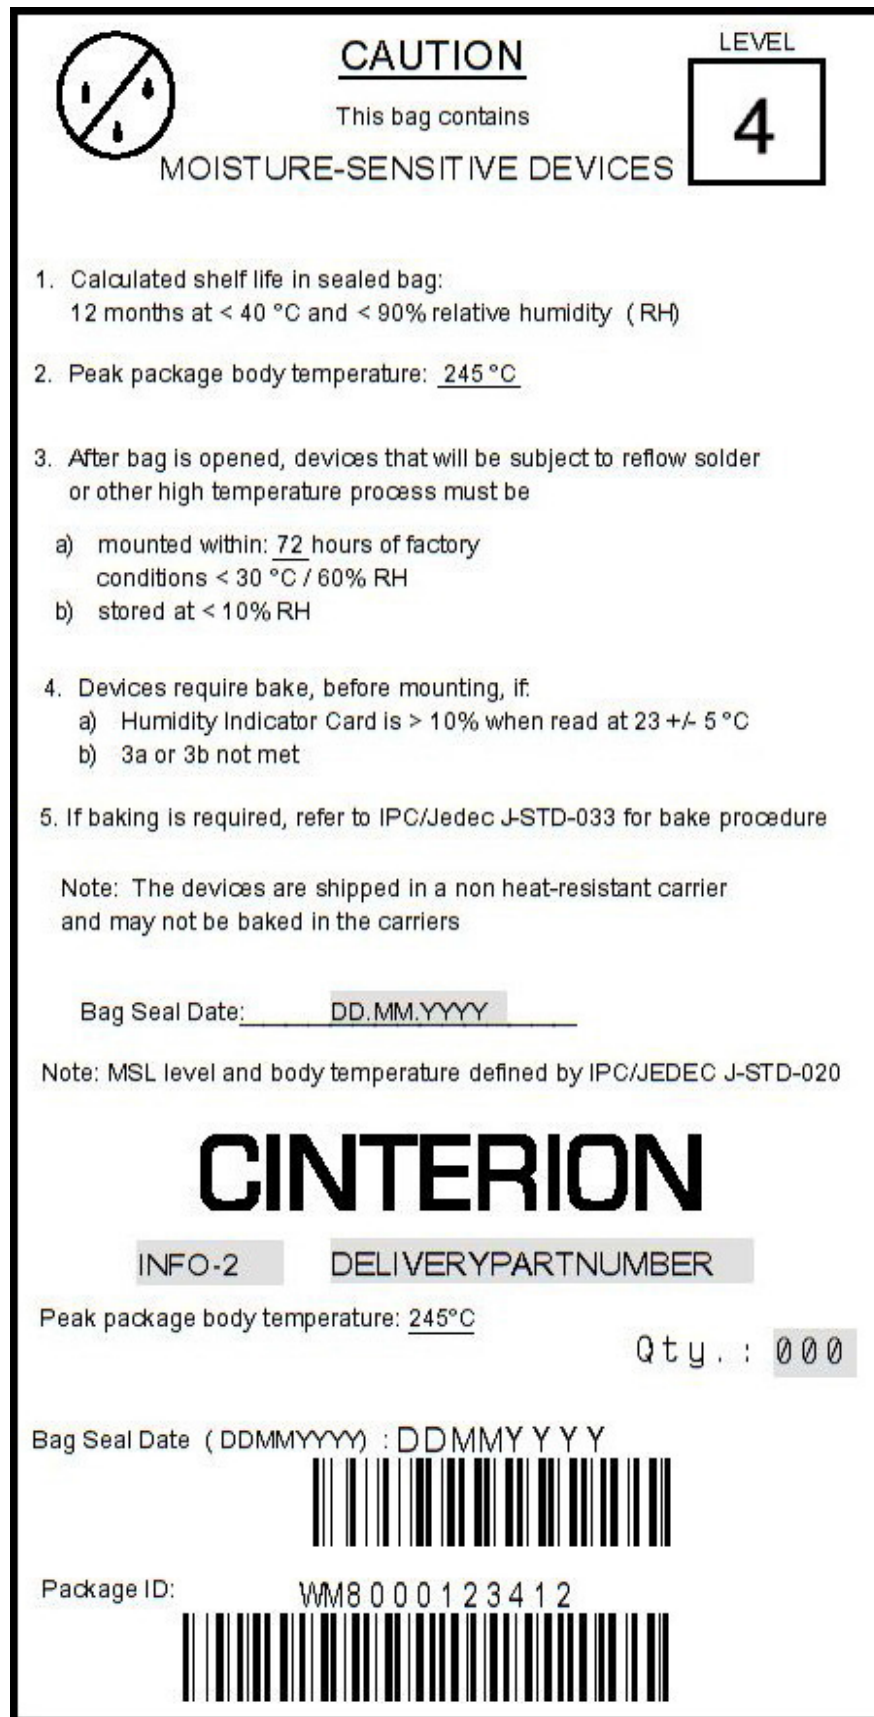 CAUTION
LEVEL
4
This bag contains
MOISTURE-SENSITIVE DEVICES
1. Calculated shelf life in sealed bag:
12 months at < 40 °C and < 90% relative humidity ( RH)
2. Peak package body temperature: 245 °C
3. After bag is opened, devices that will be subject to reflow solder
or other high temperature process must be
a) mounted within: 72 hours of factory
conditions < 30 °C / 60% RH
b) stored at < 10% RH
4. Devices require bake, before mounting, if:
a) Humidity Indicator Card is > 10% when read at 23 +/- 5 °C
b) 3a or 3b not met
5. If baking is required, refer to IPC/Jedec J-STD-033 for bake procedure
Note: The devices are shipped in a non heat-resistant carrier
and may not be baked in the carriers
Bag Seal Date: DD.MM.YYYY
Note: MSL level and body temperature defined by IPC/JEDEC J-STD-020
CINTERION
INFO-2 DELIVERYPARTNUMBER
Peak package body temperature: 245°C
Qty.: 000
Bag Seal Date ( DDMMYYYY) : DDMMYYYY
Package ID: WM8000123412